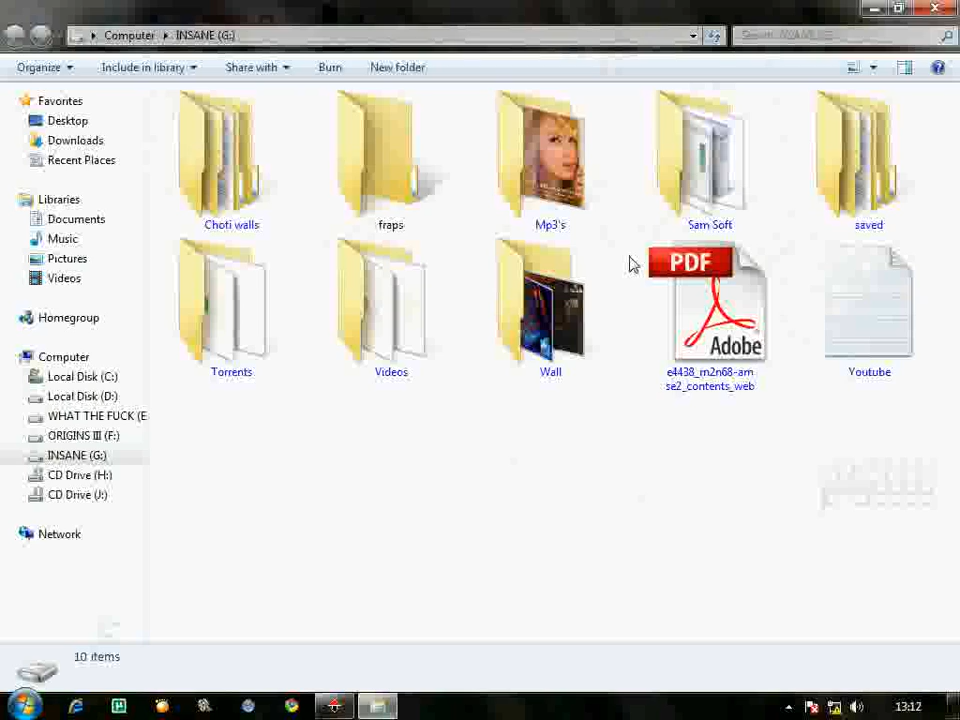 Computer INSANE (G:)
Organize Include in library Share with Burn New folder
Favorites
Desktop
Downloads
Recent Places
Libraries
Documents
Music
Pictures
Videos
Homegroup
Computer
Local Disk (C:)
Local Disk (D:)
WHAT THE FUCK (E
ORIGINS III (F:)
INSANE (G:)
CD Drive (H:)
CD Drive (J:)
Network
Choti walls
fraps
Mp3's
Sam Soft
saved
Torrents
Videos
Wall
PDF
Adobe
e4438_m2n68-am
se2_contents_web
Youtube
10 items
13:12